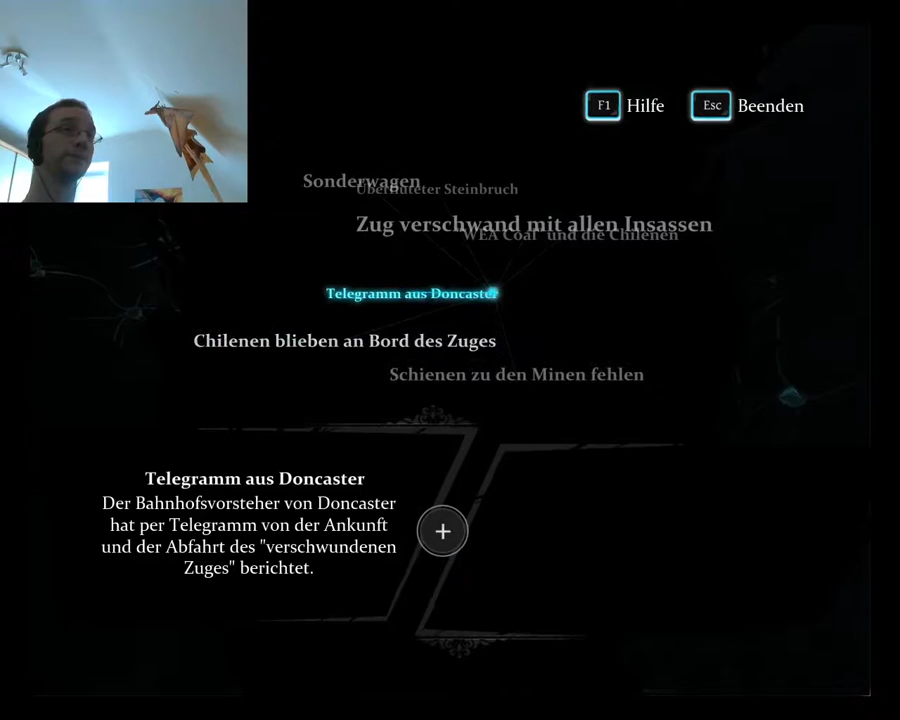 F1 Hilfe Esc Beenden
Sonderwagen
Überfluteter Steinbruch
Zug verschwand mit allen Insassen
"WEA Coal" und die Chilenen
Telegramm aus Doncaster
Chilenen blieben an Bord des Zuges
Schienen zu den Minen fehlen
Telegramm aus Doncaster
Der Bahnhofsvorsteher von Doncaster
hat per Telegramm von der Ankunft
und der Abfahrt des "verschwundenen
Zuges" berichtet.
+